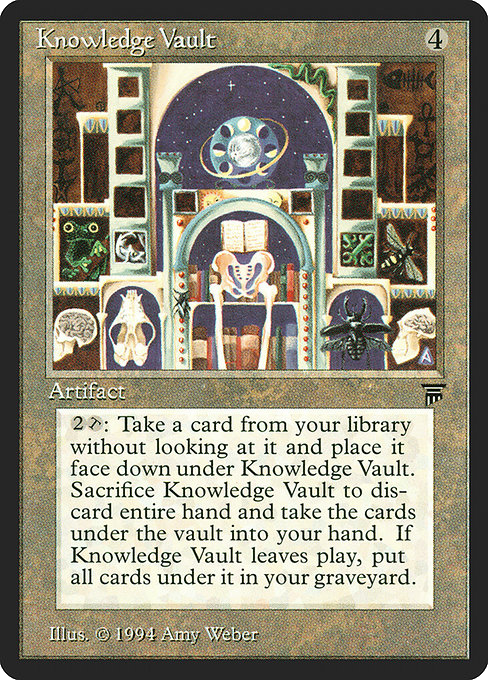 Knowledge Vault 4
Artifact
2: Take a card from your library
without looking at it and place it
face down under Knowledge Vault.
Sacrifice Knowledge Vault to dis-
card entire hand and take the cards
under the vault into your hand. If
Knowledge Vault leaves play, put
all cards under it in your graveyard.
Illus. © 1994 Amy Weber